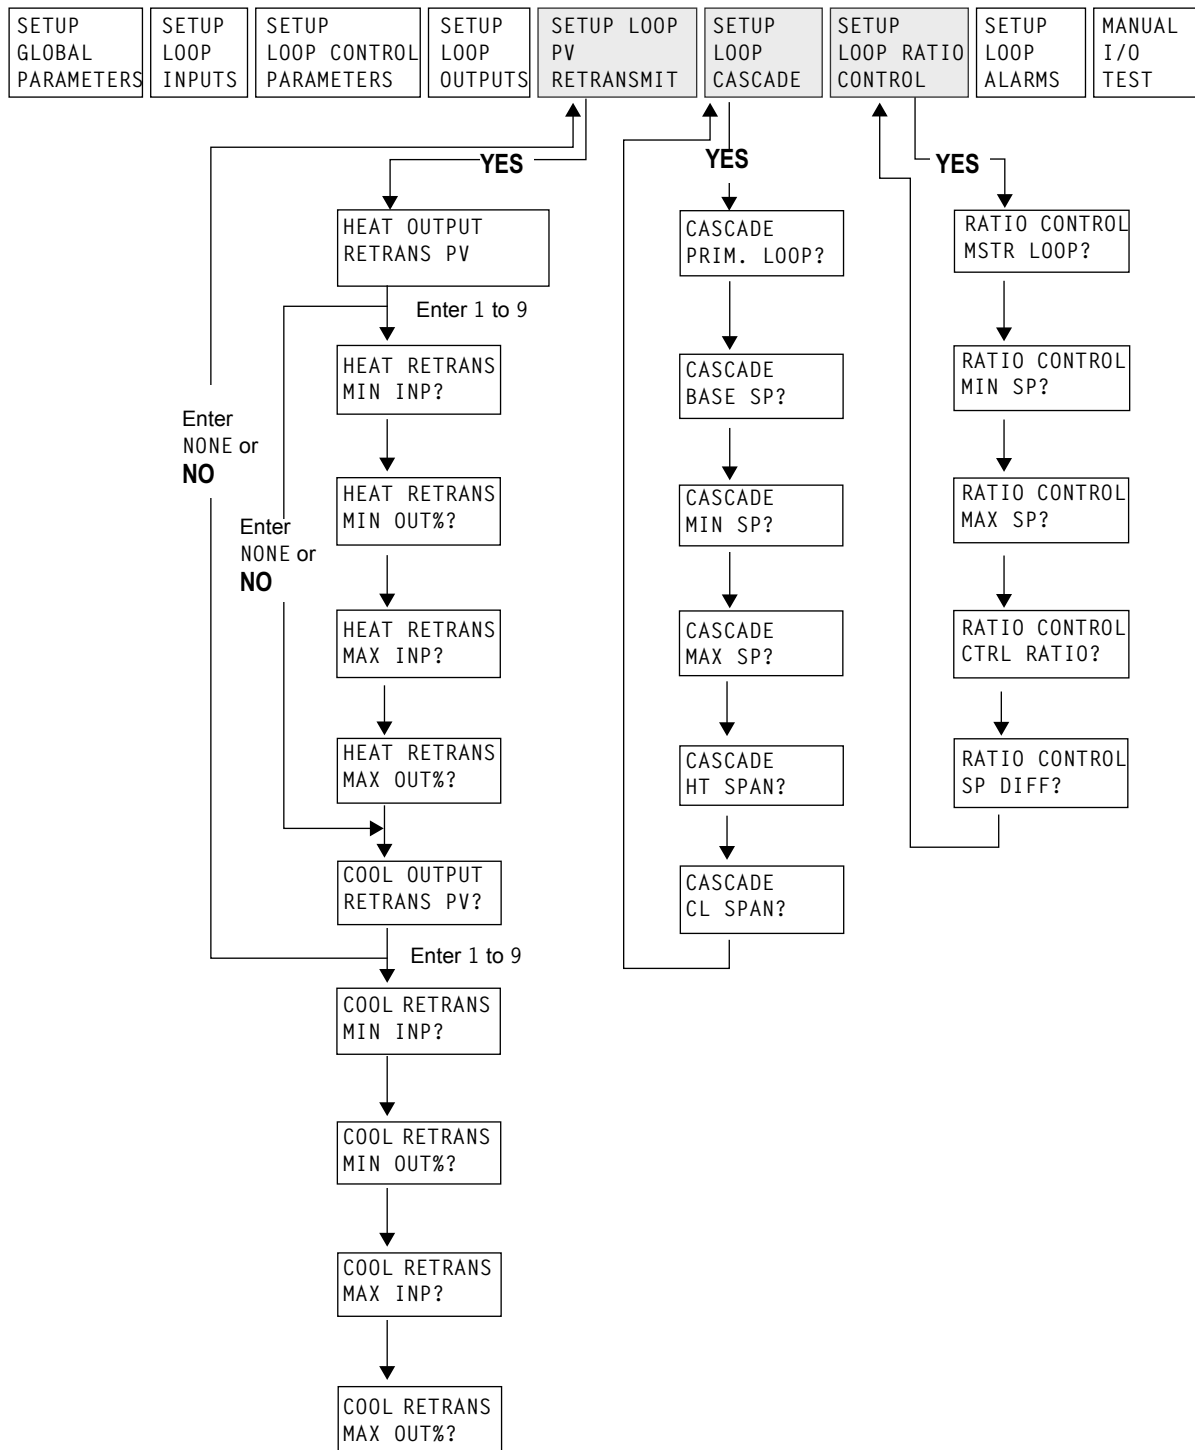 SETUP
GLOBAL
PARAMETERS
SETUP
LOOP
INPUTS
SETUP
LOOP CONTROL
PARAMETERS
SETUP
LOOP
OUTPUTS
SETUP LOOP
PV
RETRANSMIT
SETUP
LOOP
CASCADE
SETUP
LOOP RATIO
CONTROL
SETUP
LOOP
ALARMS
MANUAL
I/O
TEST
YES
HEAT OUTPUT
RETRANS PV
Enter 1 to 9
HEAT RETRANS
MIN INP?
Enter
NONE or
NO
HEAT RETRANS
MIN OUT%?
Enter
NONE or
NO
HEAT RETRANS
MAX INP?
HEAT RETRANS
MAX OUT%?
COOL OUTPUT
RETRANS PV?
Enter 1 to 9
COOL RETRANS
MIN INP?
COOL RETRANS
MIN OUT%?
COOL RETRANS
MAX INP?
COOL RETRANS
MAX OUT%?
YES
CASCADE
PRIM. LOOP?
CASCADE
BASE SP?
CASCADE
MIN SP?
CASCADE
MAX SP?
CASCADE
HT SPAN?
CASCADE
CL SPAN?
YES
RATIO CONTROL
MSTR LOOP?
RATIO CONTROL
MIN SP?
RATIO CONTROL
MAX SP?
RATIO CONTROL
CTRL RATIO?
RATIO CONTROL
SP DIFF?